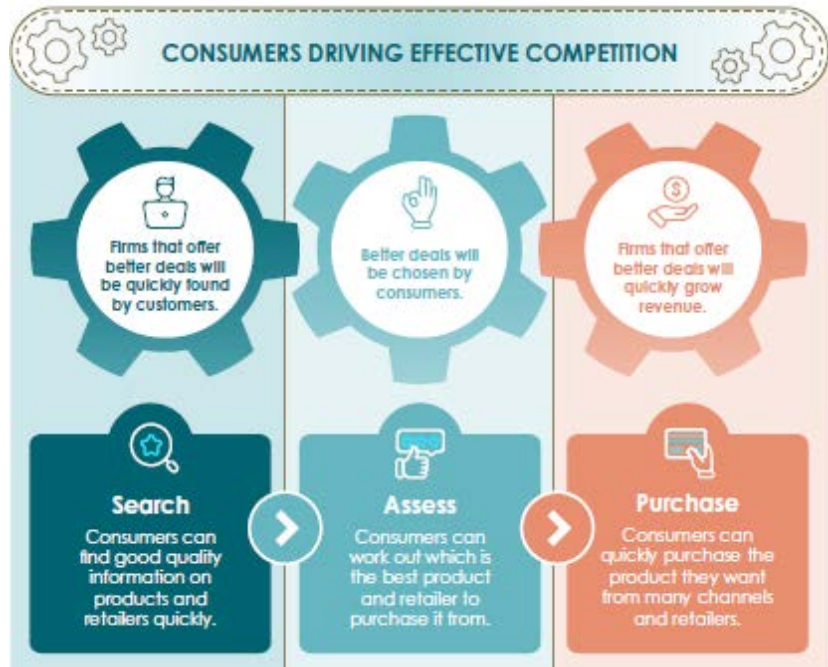 CONSUMERS DRIVING EFFECTIVE COMPETITION
Firms that offer
better deals will
be quickly found
by customers.
Better deals will
be chosen by
consumers.
Firms that offer
better deals will
quickly grow
revenue.
Search
Consumers can
find good quality
information on
products and
retailers quickly.
Assess
Consumers can
work out which is
the best product
and retailer to
purchase it from.
Purchase
Consumers can
quickly purchase the
product they want
from many channels
and retailers.